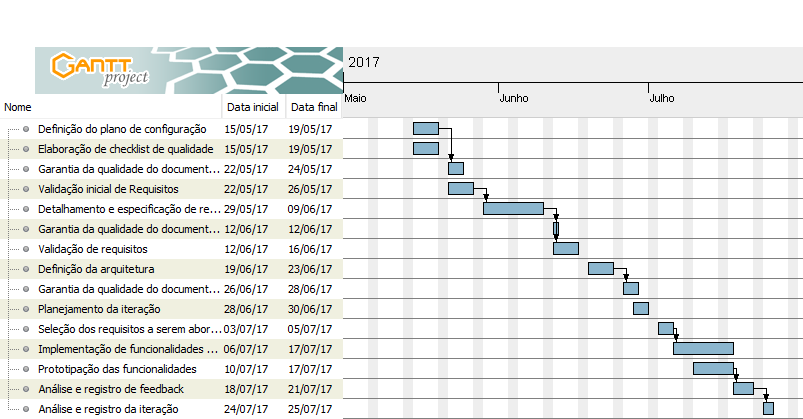 GANTT
project
2017
Maio Junho Julho
Nome Data inicial Data final
Definição do plano de configuração 15/05/17 19/05/17
Elaboração de checklist de qualidade 15/05/17 19/05/17
Garantia da qualidade do document... 22/05/17 24/05/17
Validação inicial de Requisitos 22/05/17 26/05/17
Detalhamento e especificação de re... 29/05/17 09/06/17
Garantia da qualidade do document... 12/06/17 12/06/17
Validação de requisitos 12/06/17 16/06/17
Definição da arquitetura 19/06/17 23/06/17
Garantia da qualidade do document... 26/06/17 28/06/17
Planejamento da iteração 28/06/17 30/06/17
Seleção dos requisitos a serem abor... 03/07/17 05/07/17
Implementação de funcionalidades ... 06/07/17 17/07/17
Prototipação das funcionalidades 10/07/17 17/07/17
Análise e registro de feedback 18/07/17 21/07/17
Análise e registro da iteração 24/07/17 25/07/17